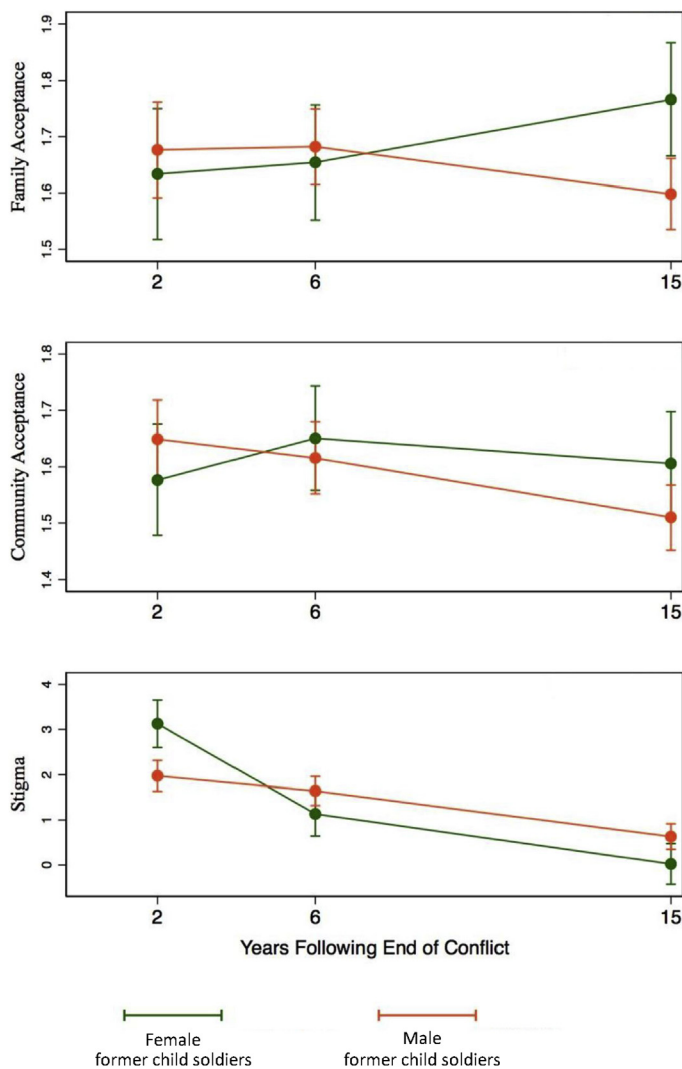 Family Acceptance
1.9
1.8
1.7
1.6
1.5
2 6 15
Community Acceptance
1.8
1.7
1.6
1.5
1.4
2 6 15
Stigma
4
3
2
1
0
2 6 15
Years Following End of Conflict
Female
former child soldiers
Male
former child soldiers